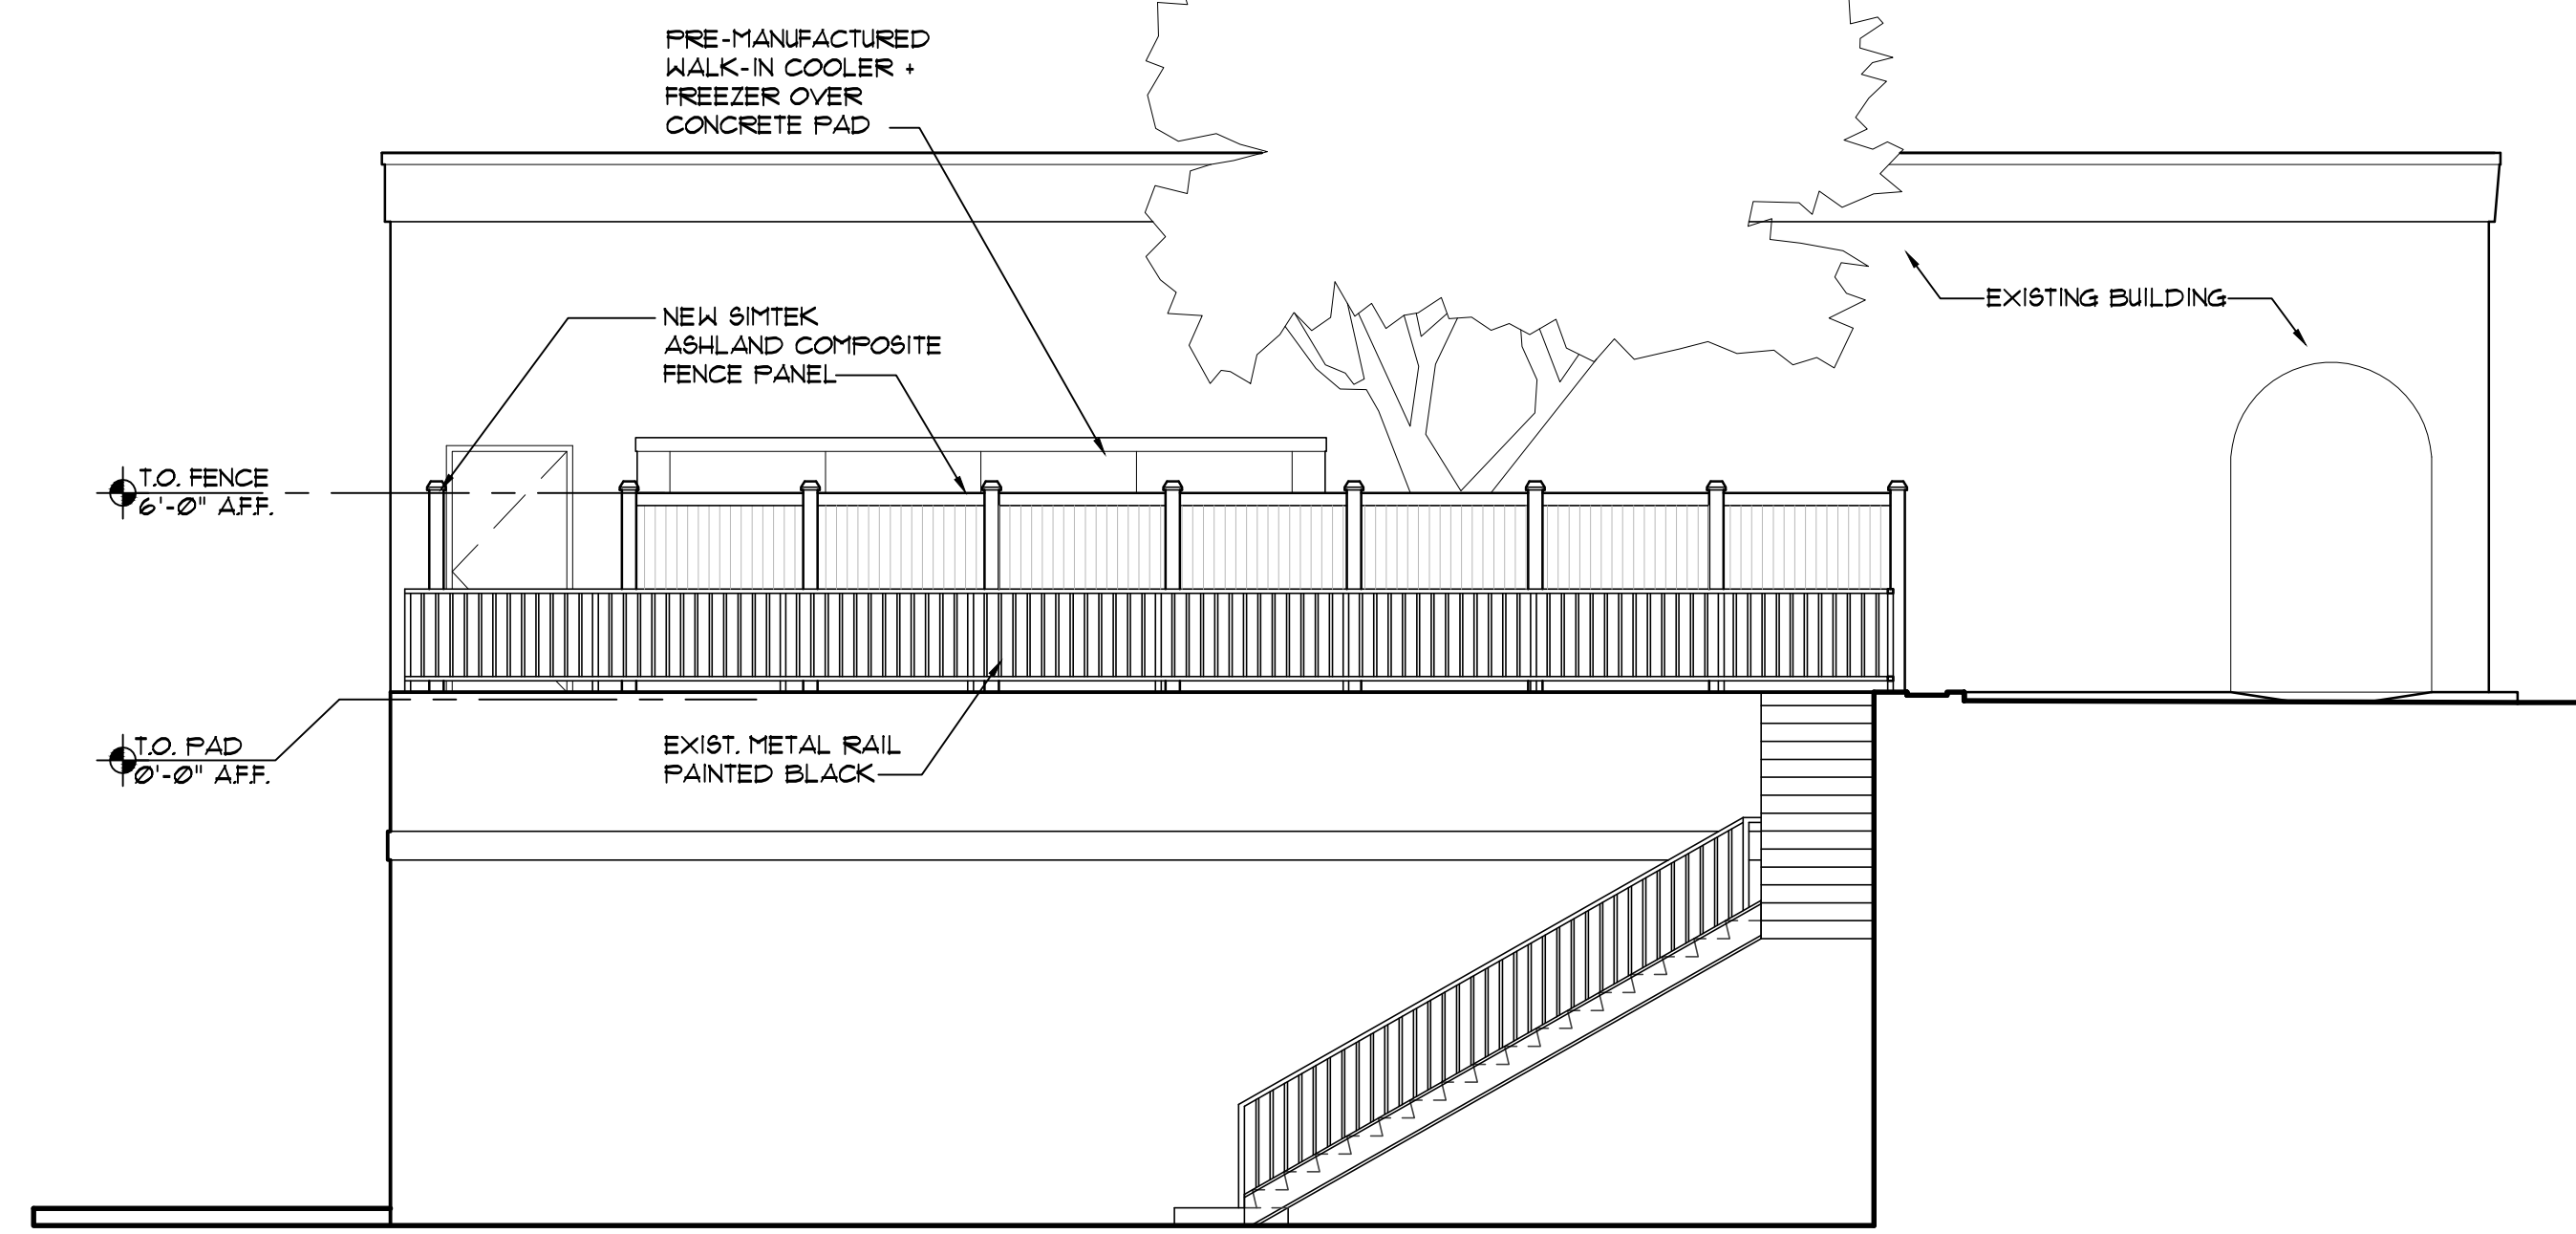 PRE-MANUFACTURED
WALK-IN COOLER +
FREEZER OVER
CONCRETE PAD
EXISTING BUILDING
NEW SIMTEK
ASHLAND COMPOSITE
FENCE PANEL
T.O. FENCE
6'-0" A.F.F.
T.O. PAD
0'-0" A.F.F.
EXIST. METAL RAIL
PAINTED BLACK